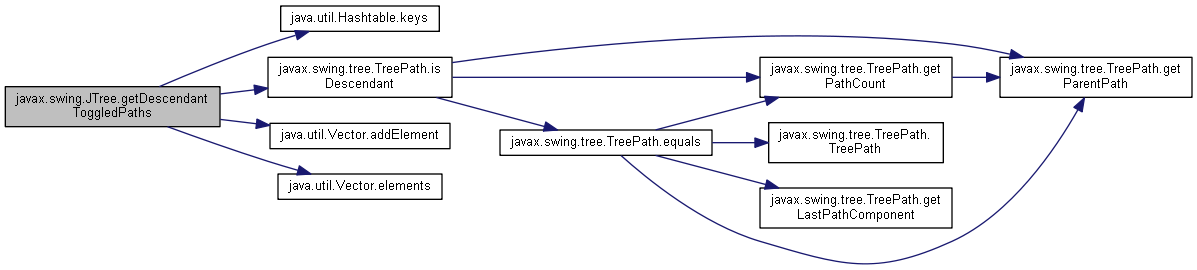 javax.swing.JTree.getDescendant
ToggledPaths
java.util.Hashtable.keys
javax.swing.tree.TreePath.is
Descendant
java.util.Vector.addElement
java.util.Vector.elements
javax.swing.tree.TreePath.equals
javax.swing.tree.TreePath.get
PathCount
javax.swing.tree.TreePath.
TreePath
javax.swing.tree.TreePath.get
LastPathComponent
javax.swing.tree.TreePath.get
ParentPath